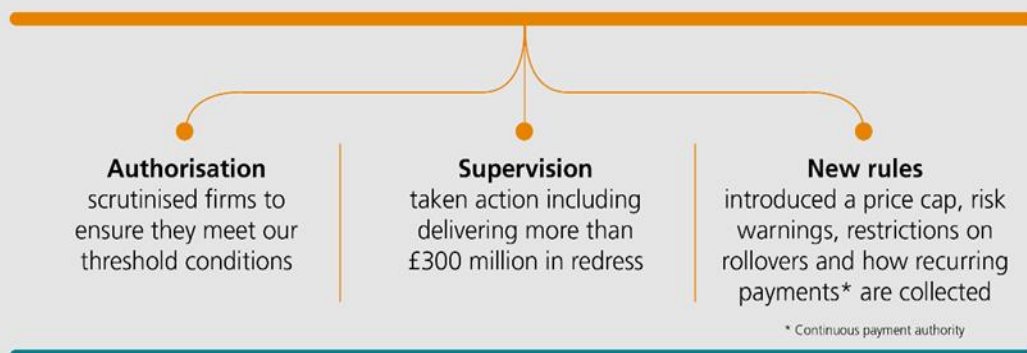 Authorisation
scrutinised firms to
ensure they meet our
threshold conditions
Supervision
taken action including
delivering more than
£300 million in redress
New rules
introduced a price cap, risk
warnings, restrictions on
rollovers and how recurring
payments* are collected
* Continuous payment authority